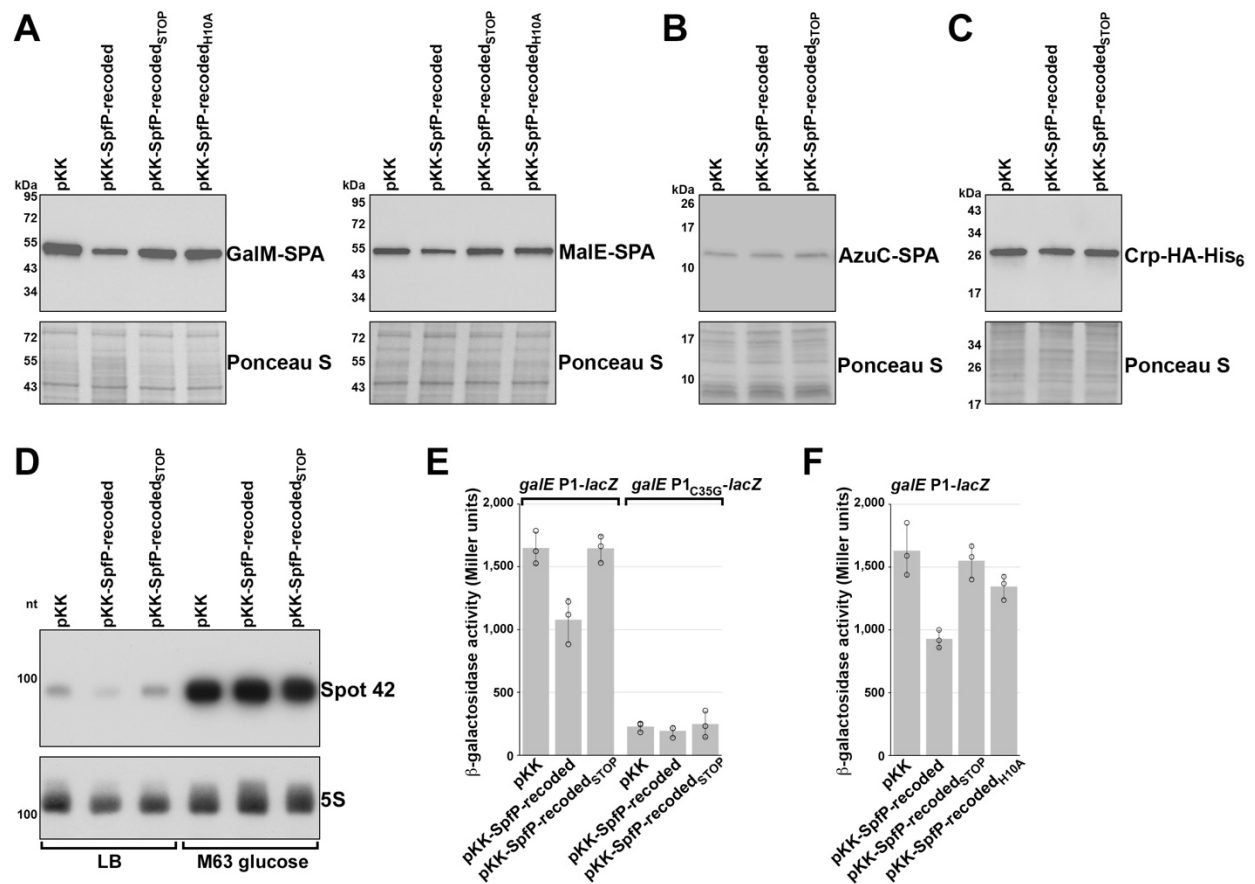 A
pKK
pKK-SpfP-recoded
pKK-SpfP-recodedSTOP
pKK-SpfP-recodedH10A
kDa
95
72
55
43
34
GalM-SPA
72
55
43
Ponceau S
pKK
pKK-SpfP-recoded
pKK-SpfP-recodedSTOP
pKK-SpfP-recodedH10A
kDa
95
72
55
43
34
MalE-SPA
72
55
43
Ponceau S
B
pKK
pKK-SpfP-recoded
pKK-SpfP-recodedSTOP
kDa
26
17
10
AzuC-SPA
17
10
Ponceau S
C
pKK
pKK-SpfP-recoded
pKK-SpfP-recodedSTOP
kDa
43
34
26
17
Crp-HA-His6
34
26
17
Ponceau S
D
pKK
pKK-SpfP-recoded
pKK-SpfP-recodedSTOP
pKK
pKK-SpfP-recoded
pKK-SpfP-recodedSTOP
nt
100
Spot 42
100
5S
LB
M63 glucose
E
galE P1-lacZ
galE P1C35G-lacZ
β-galactosidase activity (Miller units)
2,000
1,500
1,000
500
0
pKK
pKK-SpfP-recoded
pKK-SpfP-recodedSTOP
pKK
pKK-SpfP-recoded
pKK-SpfP-recodedSTOP
F
galE P1-lacZ
β-galactosidase activity (Miller units)
2,000
1,500
1,000
500
0
pKK
pKK-SpfP-recoded
pKK-SpfP-recodedSTOP
pKK-SpfP-recodedH10A